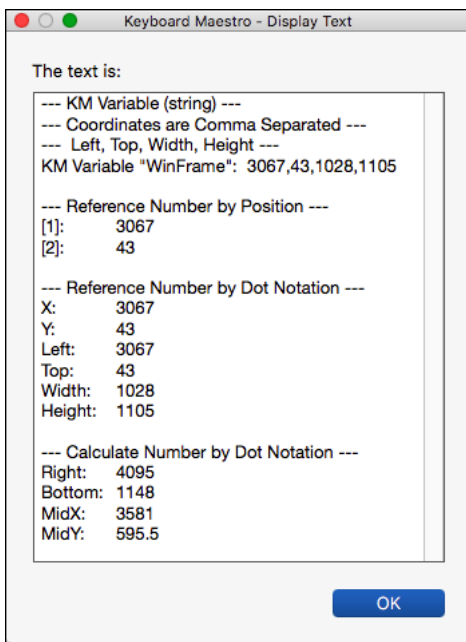 Keyboard Maestro - Display Text
The text is:
--- KM Variable (string) ---
--- Coordinates are Comma Separated ---
---  Left, Top, Width, Height ---
KM Variable "WinFrame":  3067,43,1028,1105

--- Reference Number by Position ---
[1]: 3067
[2]: 43

--- Reference Number by Dot Notation ---
X: 3067
Y: 43
Left: 3067
Top: 43
Width: 1028
Height: 1105

--- Calculate Number by Dot Notation ---
Right: 4095
Bottom: 1148
MidX: 3581
MidY: 595.5
OK